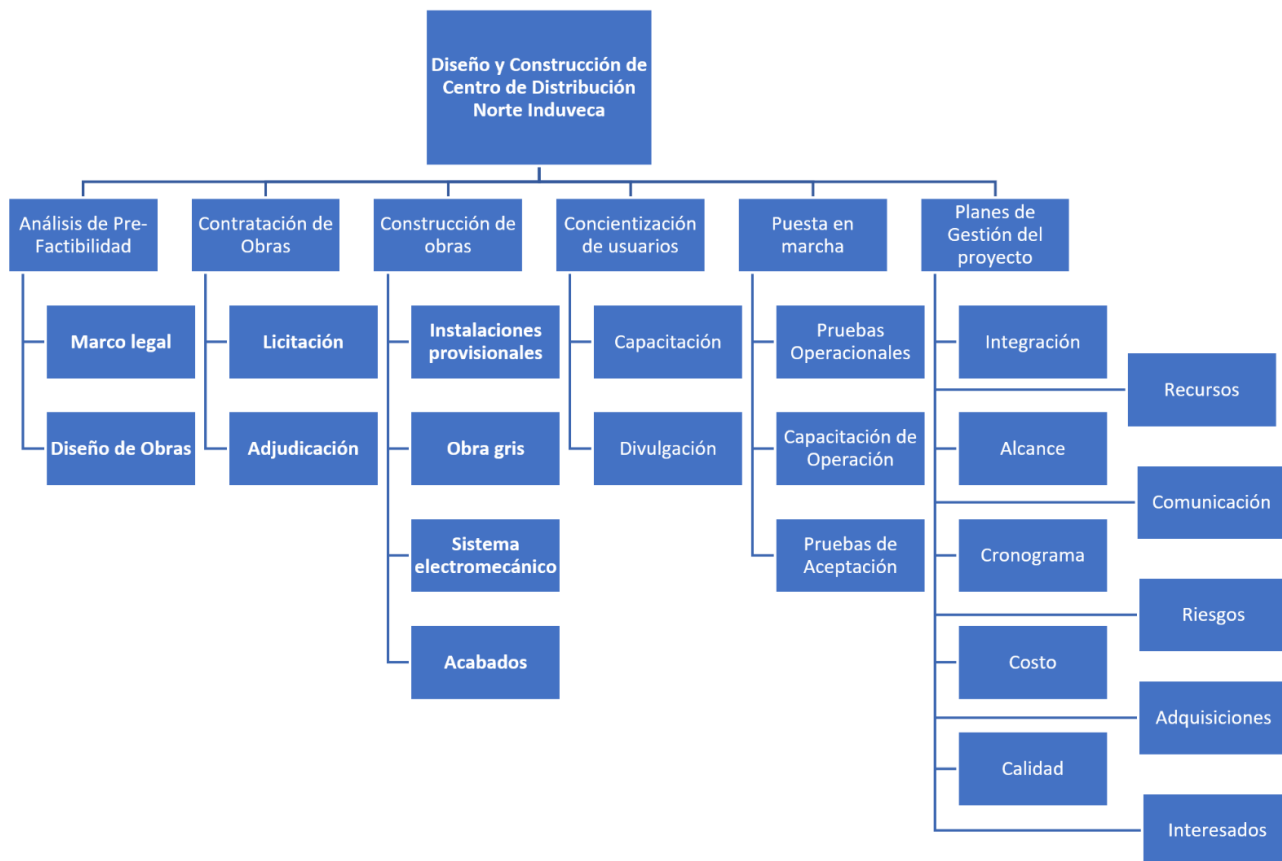 Diseño y Construcción de
Centro de Distribución
Norte Induveca
Análisis de Pre-
Factibilidad
Contratación de
Obras
Construcción de
obras
Concientización
de usuarios
Puesta en
marcha
Planes de
Gestión del
proyecto
Marco legal
Diseño de Obras
Licitación
Adjudicación
Instalaciones
provisionales
Obra gris
Sistema
electromecánico
Acabados
Capacitación
Divulgación
Pruebas
Operacionales
Capacitación de
Operación
Pruebas de
Aceptación
Integración
Recursos
Alcance
Comunicación
Cronograma
Riesgos
Costo
Adquisiciones
Calidad
Interesados